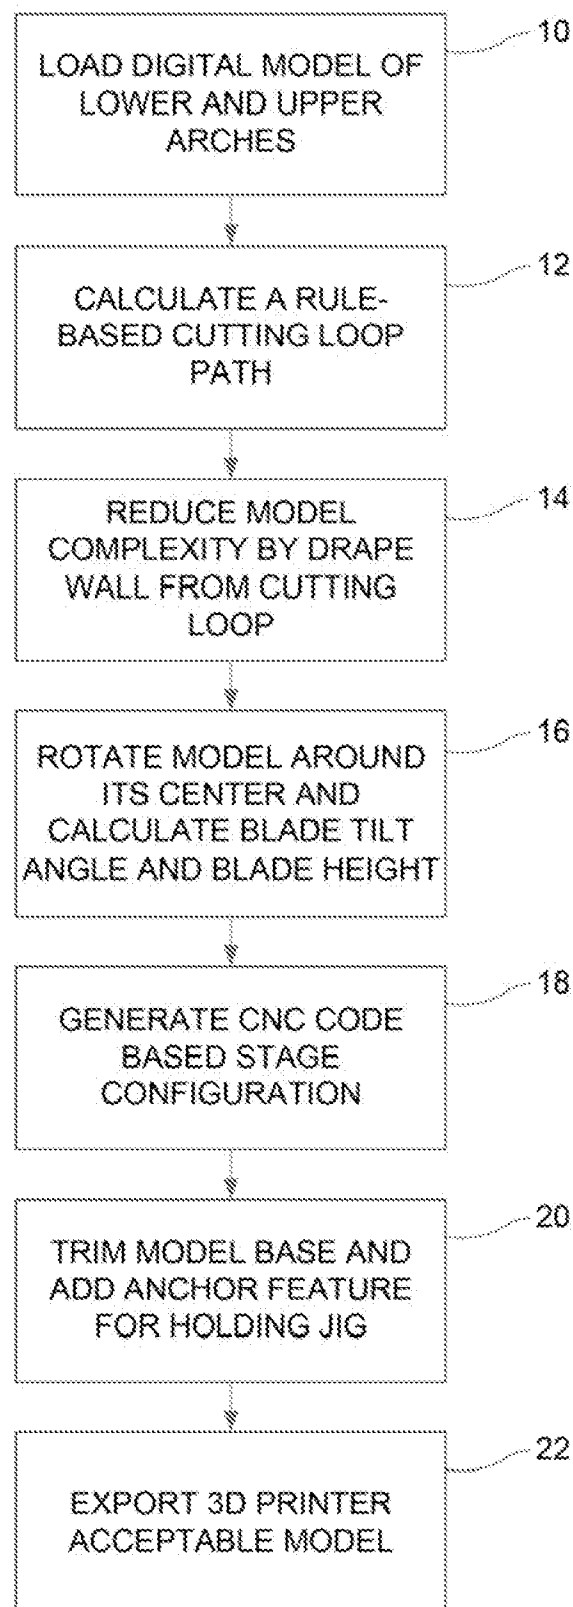 10
LOAD DIGITAL MODEL OF
LOWER AND UPPER
ARCHES
12
CALCULATE A RULE-
BASED CUTTING LOOP
PATH
14
REDUCE MODEL
COMPLEXITY BY DRAPE
WALL FROM CUTTING
LOOP
16
ROTATE MODEL AROUND
ITS CENTER AND
CALCULATE BLADE TILT
ANGLE AND BLADE HEIGHT
18
GENERATE CNC CODE
BASED STAGE
CONFIGURATION
20
TRIM MODEL BASE AND
ADD ANCHOR FEATURE
FOR HOLDING JIG
22
EXPORT 3D PRINTER
ACCEPTABLE MODEL